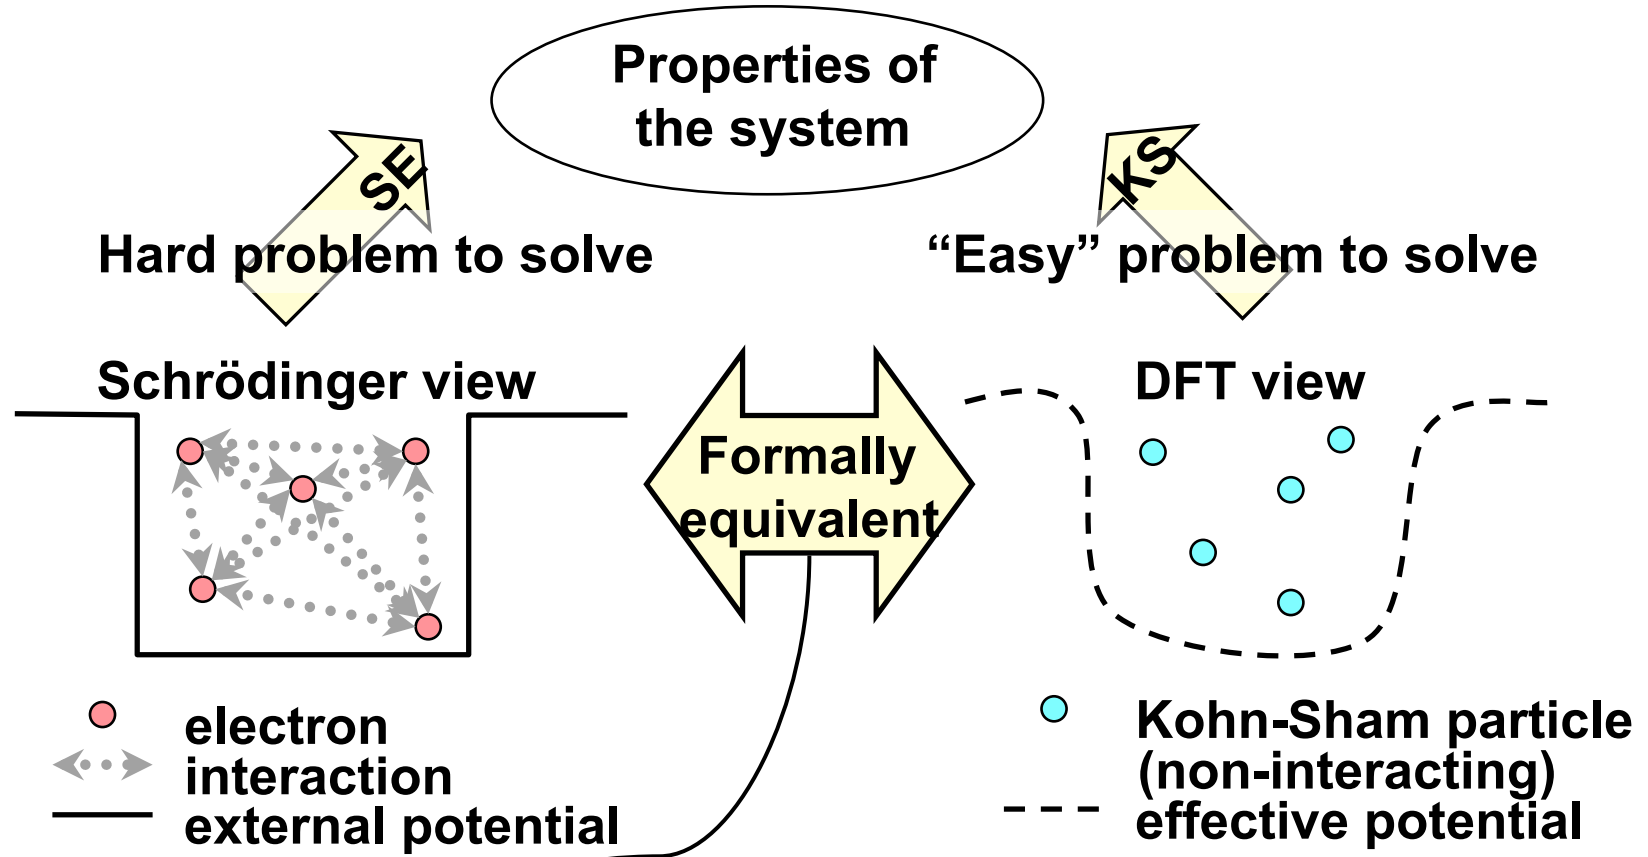 Properties of
the system
SE
KS
Hard problem to solve
“Easy” problem to solve
Schrödinger view
DFT view
Formally
equivalent
electron
interaction
external potential
Kohn-Sham particle
(non-interacting)
effective potential